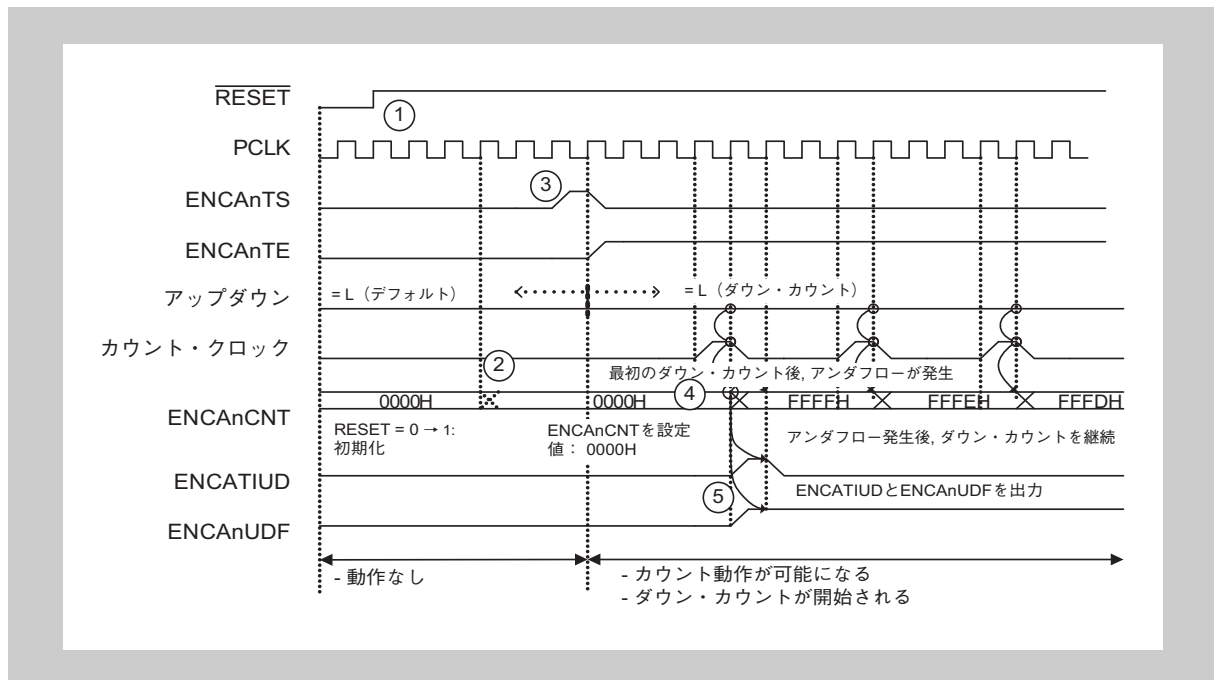 RESET
①
PCLK
③
ENCAnTS
ENCAnTE
アップダウン
= L（デフォルト）
= L（ダウン・カウント）
カウント・クロック
②
最初のダウン・カウント後, アンダフローが発生
④
ENCAnCNT
0000H
0000H
FFFFH
FFFEH
FFFDH
RESET = 0 → 1:
初期化
ENCAnCNTを設定
値： 0000H
アンダフロー発生後, ダウン・カウントを継続
ENCATIUD
⑤
ENCATIUDとENCAnUDFを出力
ENCAnUDF
- 動作なし
- カウント動作が可能になる
- ダウン・カウントが開始される